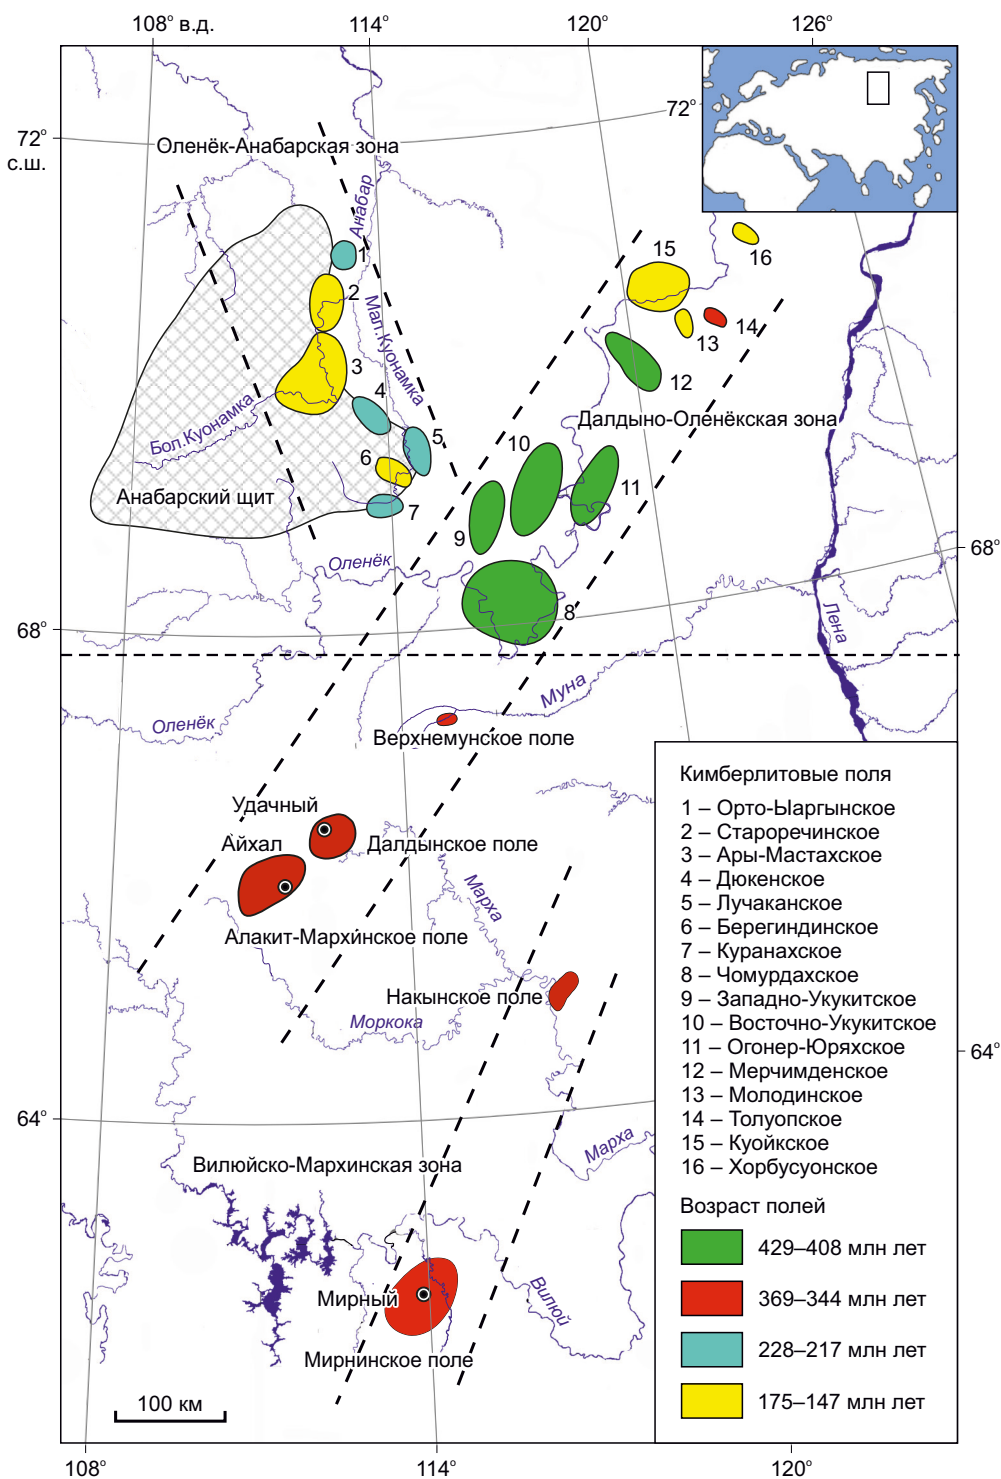 108° в.д.
114°
120°
126°
72°
с.ш.
72°
Оленёк-Анабарская зона
Анабар
1
2
Мал.Куонамка
3
4
Бол.Куонамка
5
6
Анабарский щит
7
15
16
14
13
12
Далдыно-Оленёкская зона
10
11
9
Оленёк
8
68°
68°
Лена
Муна
Оленёк
Верхнемунское поле
Удачный
Айхал
Далдынское поле
Марха
Алакит-Мархинское поле
Накынское поле
Моркока
64°
64°
Марха
Вилюйско-Мархинская зона
Вилюй
Мирный
Мирнинское поле
100 км
Кимберлитовые поля
1 – Орто-Ыаргынское
2 – Староречинское
3 – Ары-Мастахское
4 – Дюкенское
5 – Лучаканское
6 – Берегиндинское
7 – Куранахское
8 – Чомурдахское
9 – Западно-Укукитское
10 – Восточно-Укукитское
11 – Огонер-Юряхское
12 – Мерчимденское
13 – Молодинское
14 – Толуопское
15 – Куойкское
16 – Хорбусуонское
Возраст полей
429–408 млн лет
369–344 млн лет
228–217 млн лет
175–147 млн лет
108°
114°
120°